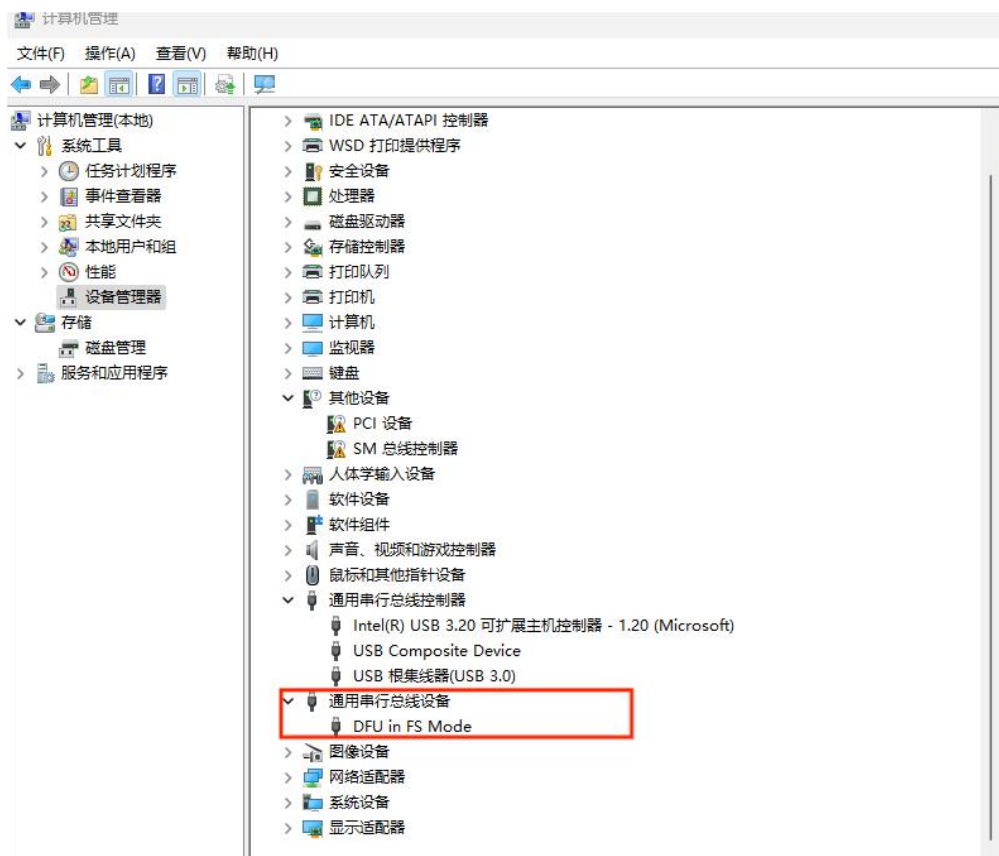 计算机管理
文件(F) 操作(A) 查看(V) 帮助(H)
计算机管理(本地)
系统工具
任务计划程序
事件查看器
共享文件夹
本地用户和组
性能
设备管理器
存储
磁盘管理
服务和应用程序
IDE ATA/ATAPI 控制器
WSD 打印提供程序
安全设备
处理器
磁盘驱动器
存储控制器
打印队列
打印机
计算机
监视器
键盘
其他设备
PCI 设备
SM 总线控制器
人体学输入设备
软件设备
软件组件
声音、视频和游戏控制器
鼠标和其他指针设备
通用串行总线控制器
Intel(R) USB 3.20 可扩展主机控制器 - 1.20 (Microsoft)
USB Composite Device
USB 根集线器(USB 3.0)
通用串行总线设备
DFU in FS Mode
图像设备
网络适配器
系统设备
显示适配器